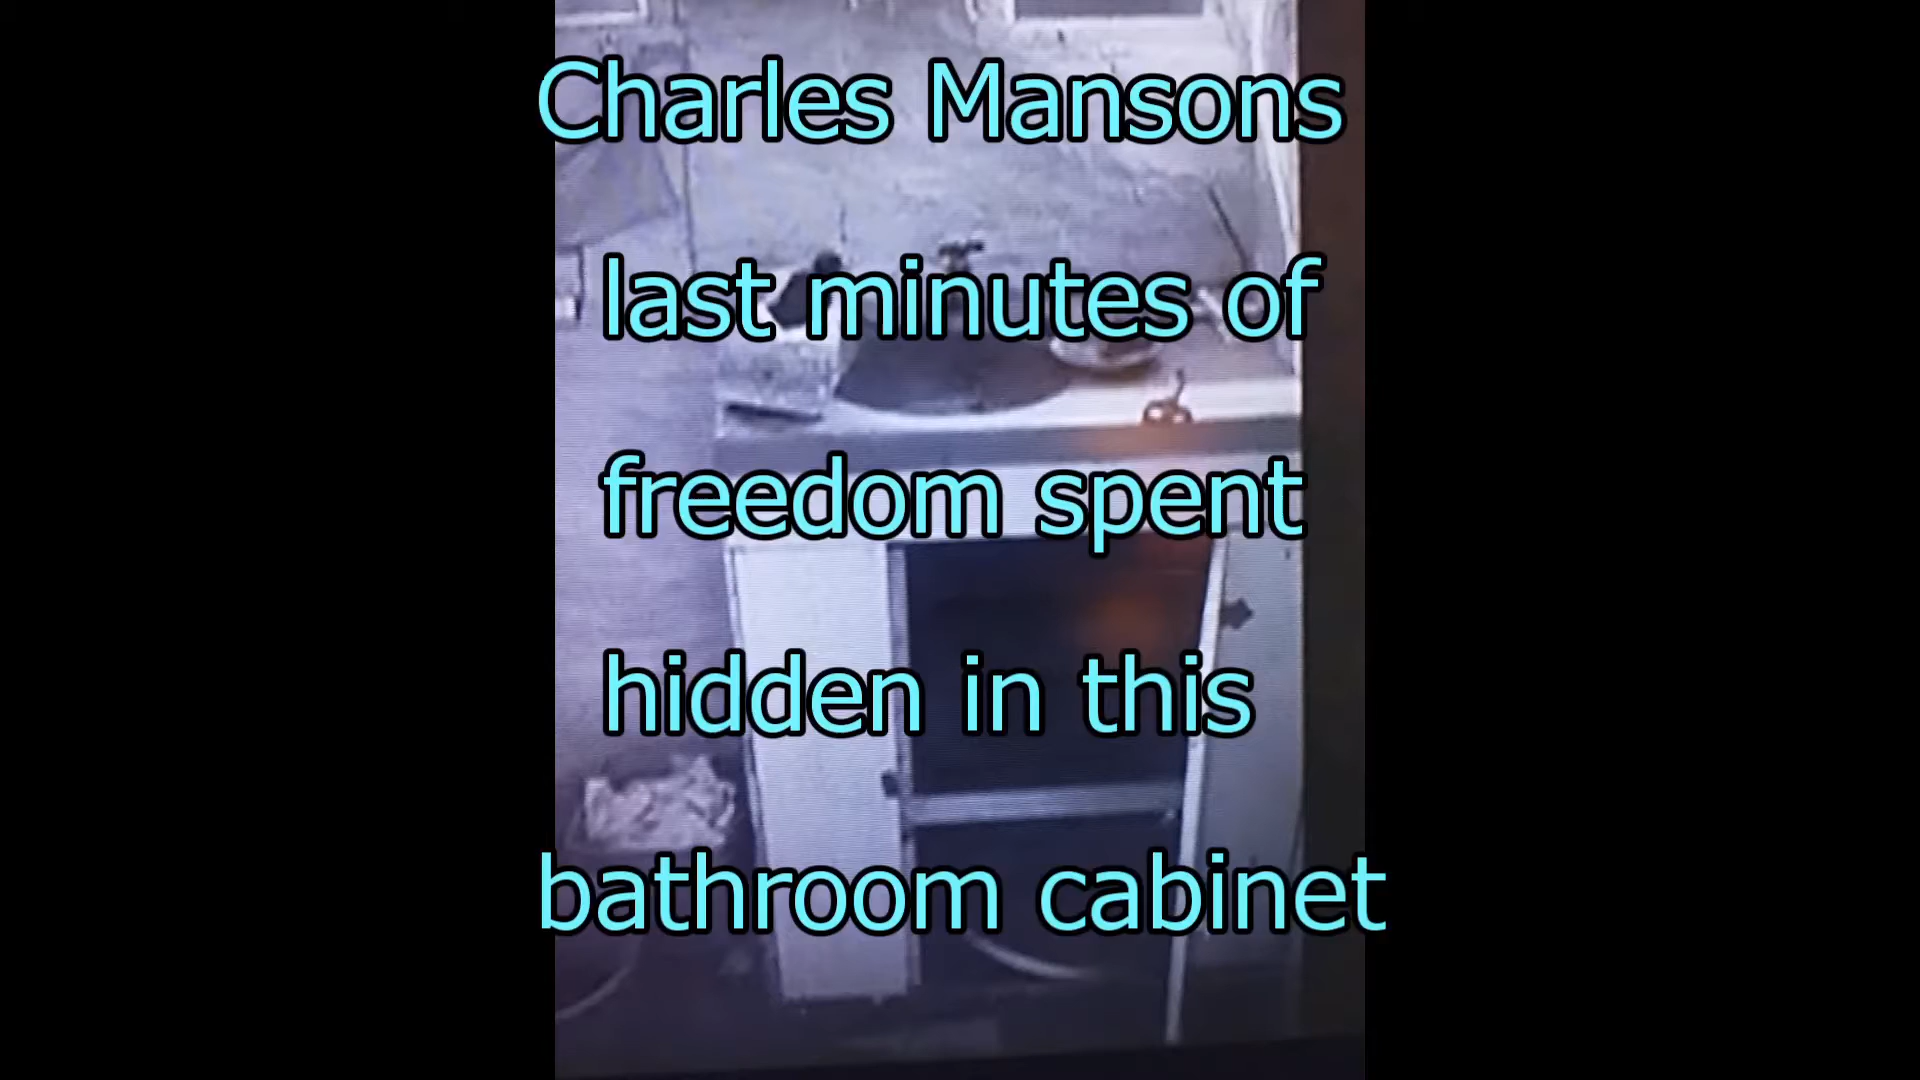 Charles Mansons
last minutes of
freedom spent
hidden in this
bathroom cabinet